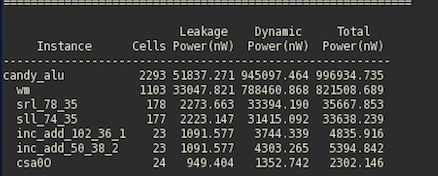 Leakage Dynamic Total
Instance Cells Power(nW) Power(nW) Power(nW)
candy_alu 2293 51837.271 945097.464 996934.735
wm 1103 33047.821 788460.868 821508.689
srl_78_35 178 2273.663 33394.190 35667.853
sll_74_35 177 2223.147 31415.092 33638.239
inc_add_102_36_1 23 1091.577 3744.339 4835.916
inc_add_50_38_2 23 1091.577 4303.265 5394.842
csa00 24 949.404 1352.742 2302.146